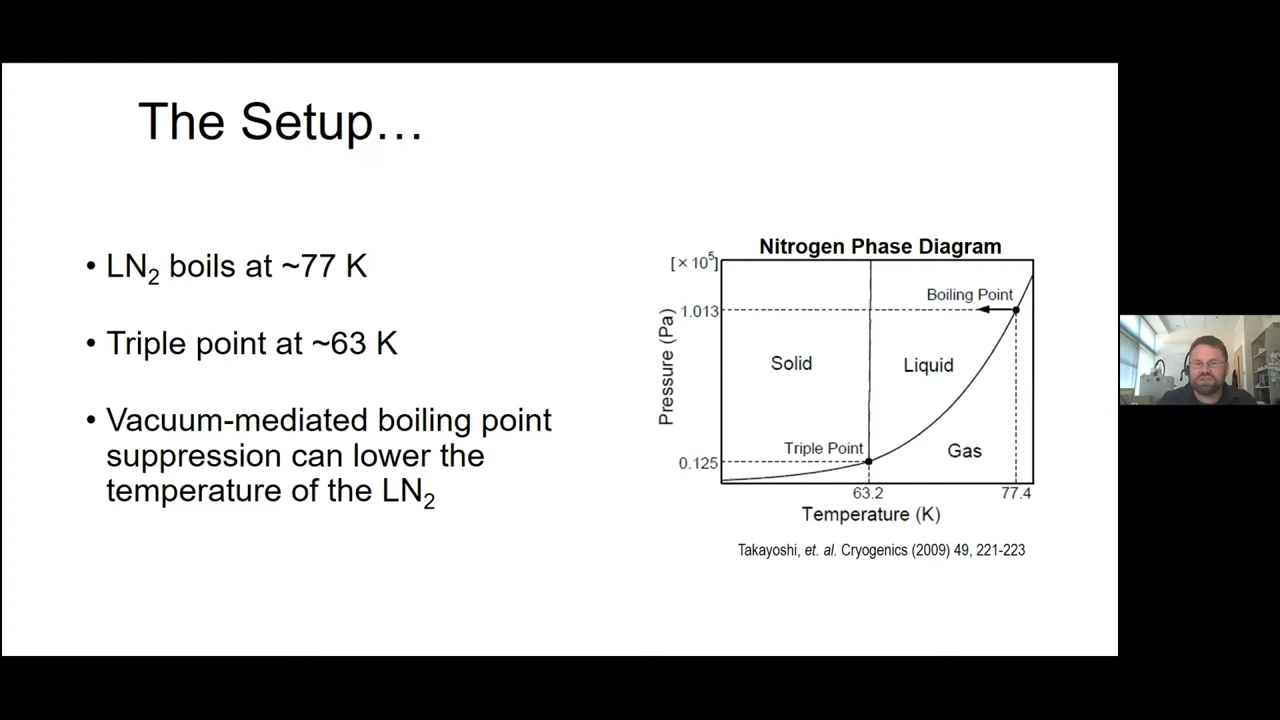 The Setup…
• LN₂ boils at ~77 K
• Triple point at ~63 K
• Vacuum-mediated boiling point
suppression can lower the
temperature of the LN₂
Nitrogen Phase Diagram
[×10⁵]
Boiling Point
1.013
Pressure (Pa)
Solid
Liquid
Triple Point
Gas
0.125
63.2
77.4
Temperature (K)
Takayoshi, et. al. Cryogenics (2009) 49, 221-223